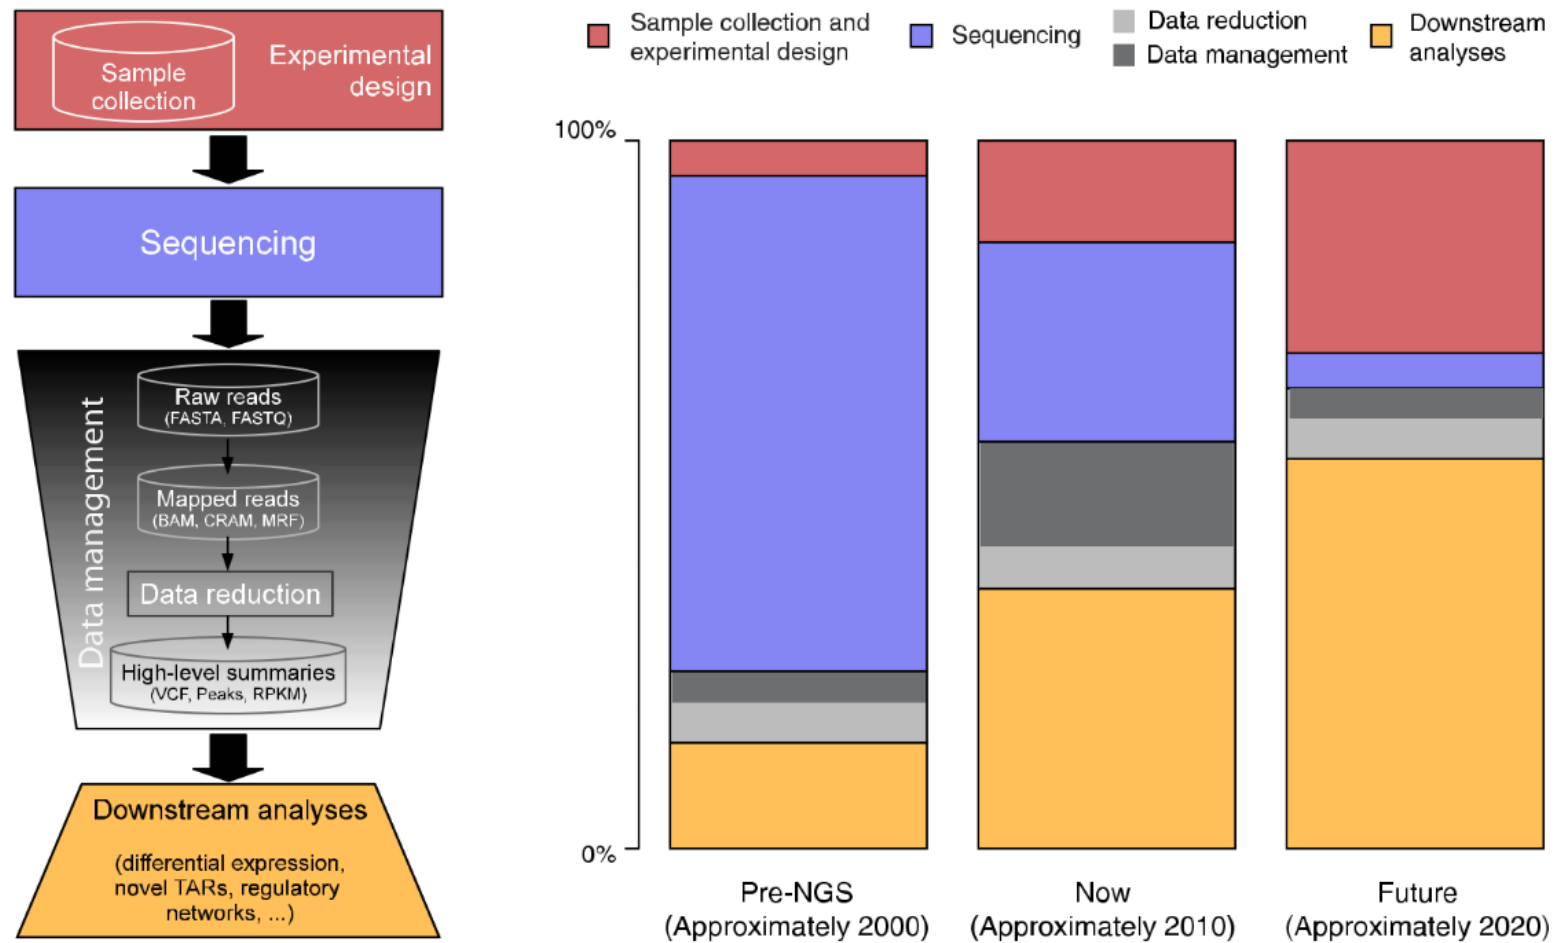 Sample
collection
Experimental
design
Sequencing
Data management
Raw reads
(FASTA, FASTQ)
Mapped reads
(BAM, CRAM, MRF)
Data reduction
High-level summaries
(VCF, Peaks, RPKM)
Downstream analyses
(differential expression,
novel TARs, regulatory
networks, ...)
Sample collection and
experimental design
Sequencing
Data reduction
Data management
Downstream
analyses
100%
0%
Pre-NGS
(Approximately 2000)
Now
(Approximately 2010)
Future
(Approximately 2020)